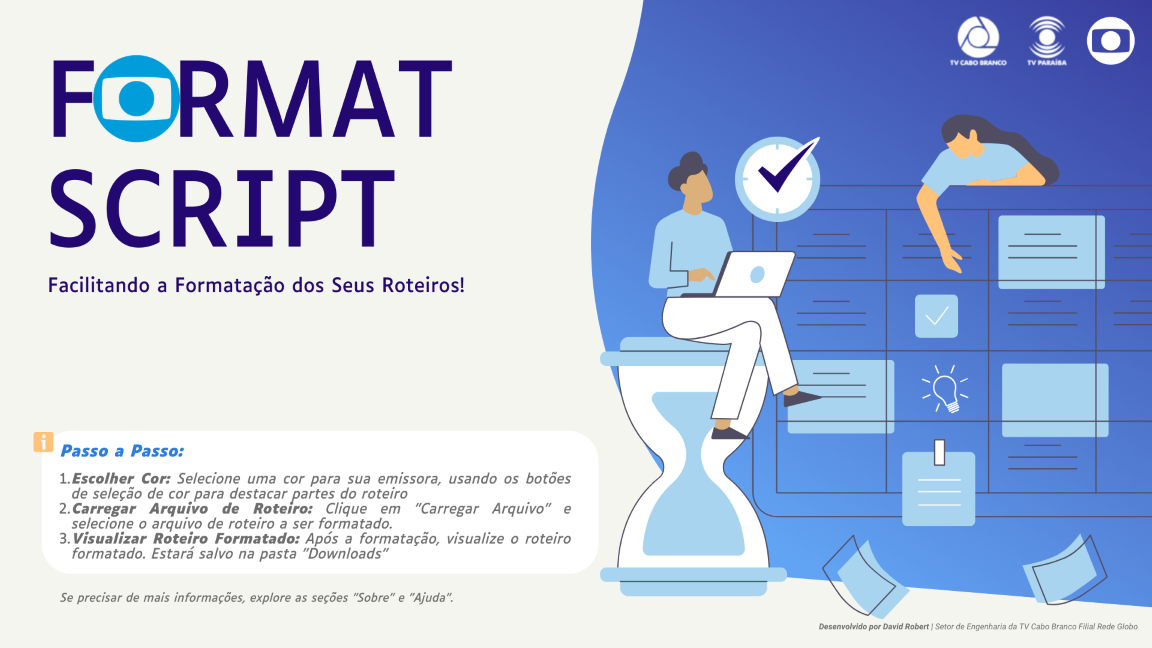 FORMAT
SCRIPT
Facilitando a Formatação dos Seus Roteiros!
TV CABO BRANCO
TV PARAÍBA
i
Passo a Passo:
1. Escolher Cor: Selecione uma cor para sua emissora, usando os botões
de seleção de cor para destacar partes do roteiro
2. Carregar Arquivo de Roteiro: Clique em "Carregar Arquivo" e
selecione o arquivo de roteiro a ser formatado.
3. Visualizar Roteiro Formatado: Após a formatação, visualize o roteiro
formatado. Estará salvo na pasta "Downloads"
Se precisar de mais informações, explore as seções "Sobre" e "Ajuda".
Desenvolvido por David Robert | Setor de Engenharia da TV Cabo Branco Filial Rede Globo